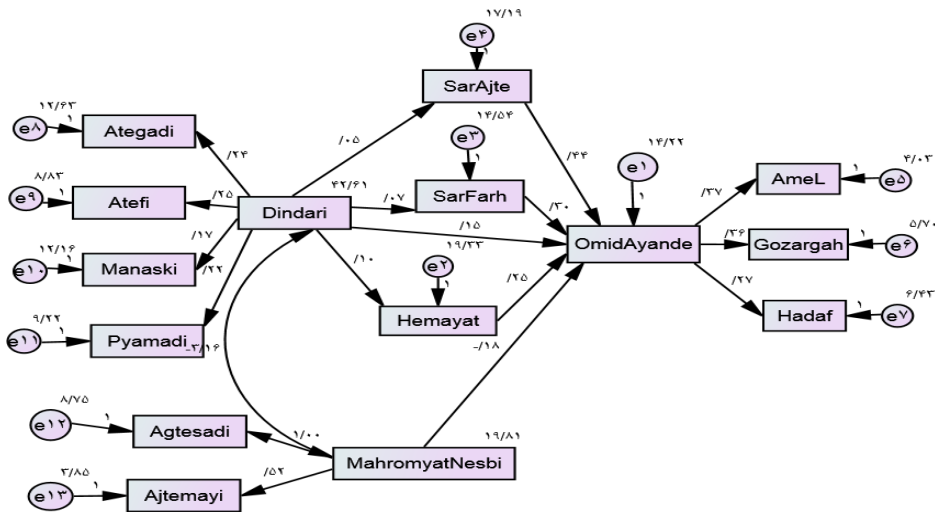 ۱۷/۱۹
e۴
۱
SarAjte
۱۲/۶۳
e۸
۱
Ategadi
/۲۴
/۰۵
۱۴/۵۴
e۳
۱
/۴۴
۱۴/۲۲
e۱
۱
۸/۸۳
e۹
۱
Atefi
/۲۵
۴۲/۶۱
Dindari
/۰۷
SarFarh
/۳۰
/۳۷
AmeL
۱
۴/۰۳
e۵
۱۲/۱۶
e۱۰
۱
Manaski
/۱۷
/۲۲
/۱۵
OmidAyande
/۳۶
Gozargah
۱
۵/۷۰
e۶
۱۹/۳۳
e۲
۱
/۱۰
/۲۵
Hemayat
/۲۷
Hadaf
۱
۶/۴۳
e۷
۹/۲۲
e۱۱
۱
Pyamadi
-۳/۱۶
-/۱۸
۸/۷۵
e۱۲
۱
Agtesadi
۱/۰۰
۱۹/۸۱
MahromyatNesbi
۳/۸۵
e۱۳
۱
Ajtemayi
/۵۲